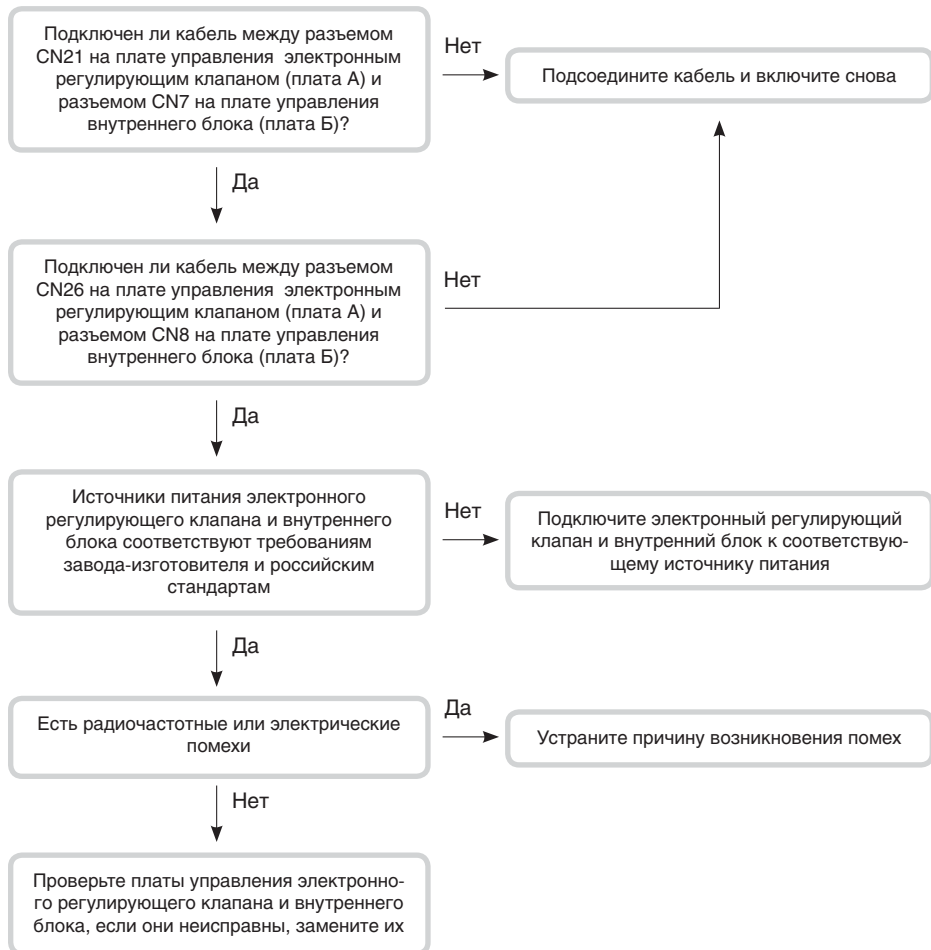 Подключен ли кабель между разъемом
CN21 на плате управления электронным
регулирующим клапаном (плата А) и
разъемом CN7 на плате управления
внутреннего блока (плата Б)?
Нет
Подсоедините кабель и включите снова
Да
Подключен ли кабель между разъемом
CN26 на плате управления электронным
регулирующим клапаном (плата А) и
разъемом CN8 на плате управления
внутреннего блока (плата Б)?
Нет
Да
Источники питания электронного
регулирующего клапана и внутреннего
блока соответствуют требованиям
завода-изготовителя и российским
стандартам
Нет
Подключите электронный регулирующий
клапан и внутренний блок к соответствую-
щему источнику питания
Да
Есть радиочастотные или электрические
помехи
Да
Устраните причину возникновения помех
Нет
Проверьте платы управления электронно-
го регулирующего клапана и внутреннего
блока, если они неисправны, замените их